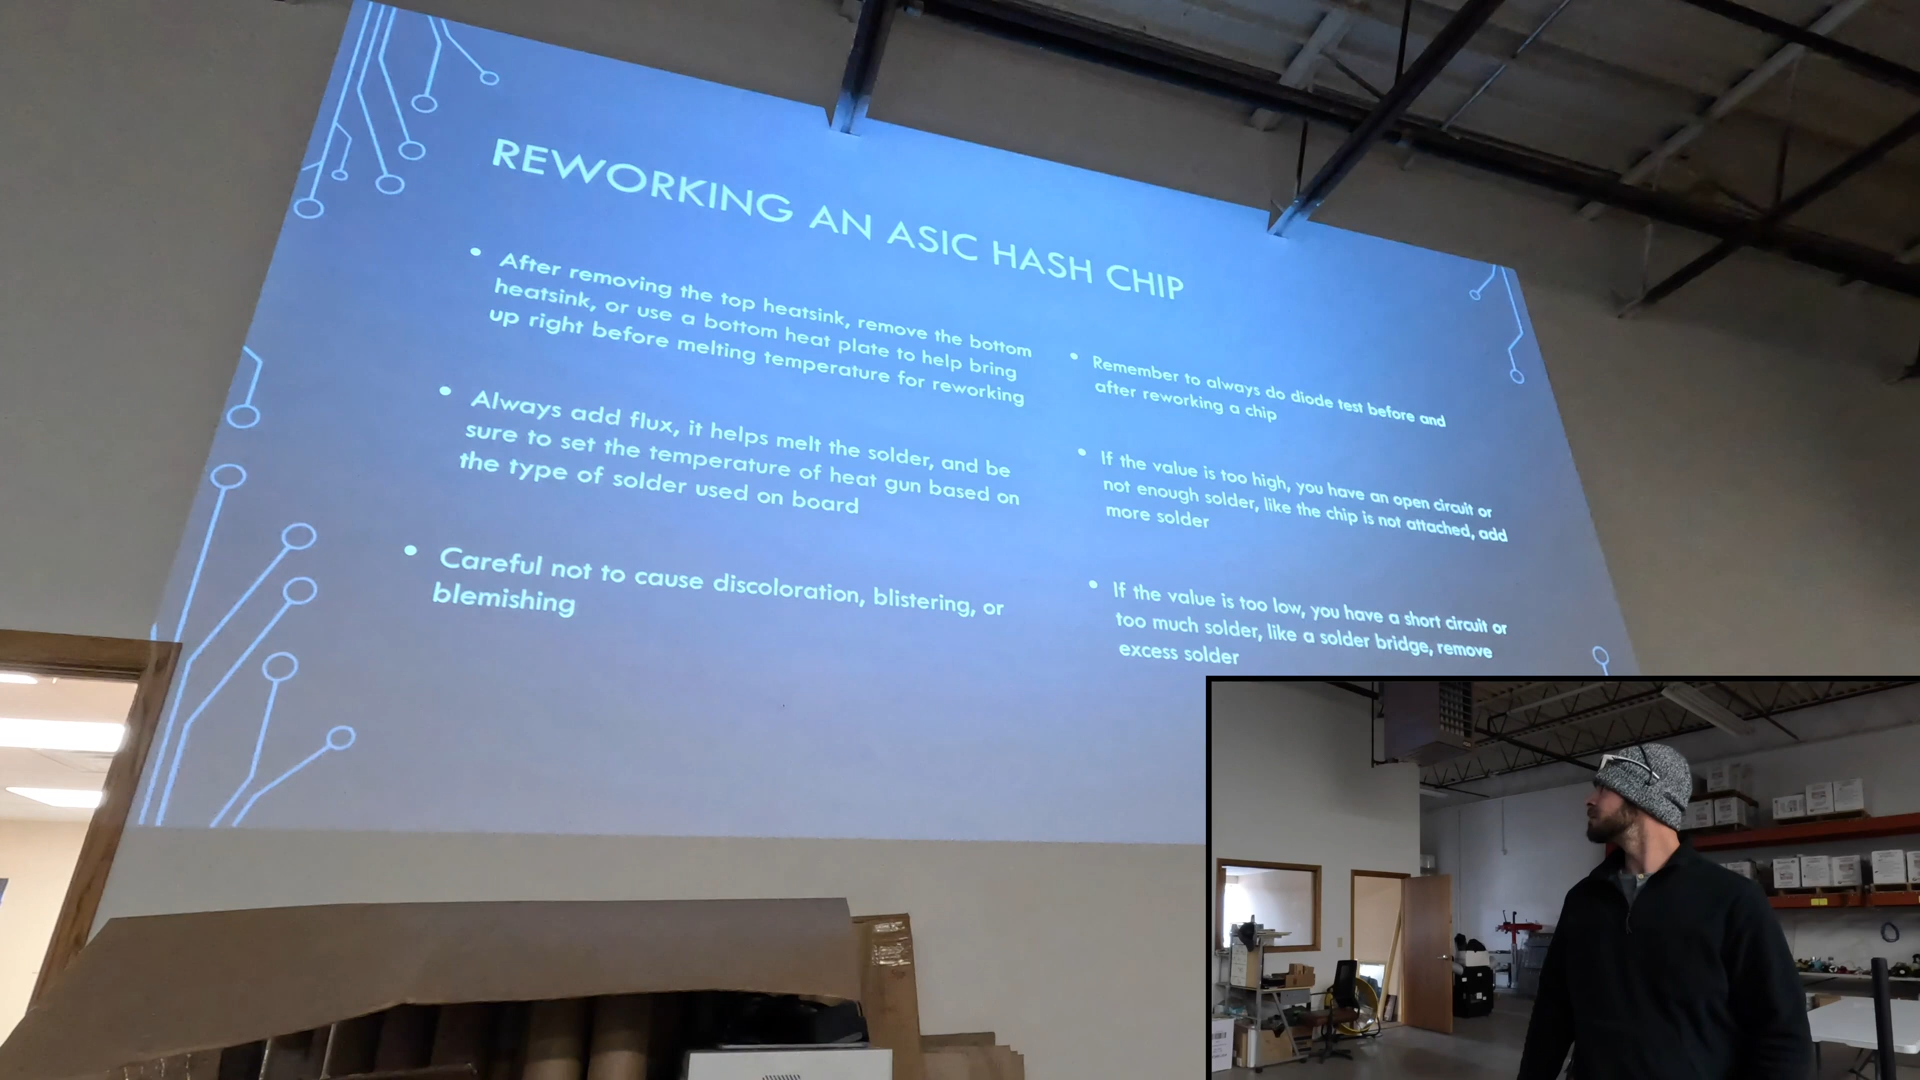 REWORKING AN ASIC HASH CHIP
• After removing the top heatsink, remove the bottom
heatsink, or use a bottom heat plate to help bring
up right before melting temperature for reworking
• Always add flux, it helps melt the solder, and be
sure to set the temperature of heat gun based on
the type of solder used on board
• Careful not to cause discoloration, blistering, or
blemishing
• Remember to always do diode test before and
after reworking a chip
• If the value is too high, you have an open circuit or
not enough solder, like the chip is not attached, add
more solder
• If the value is too low, you have a short circuit or
too much solder, like a solder bridge, remove
excess solder